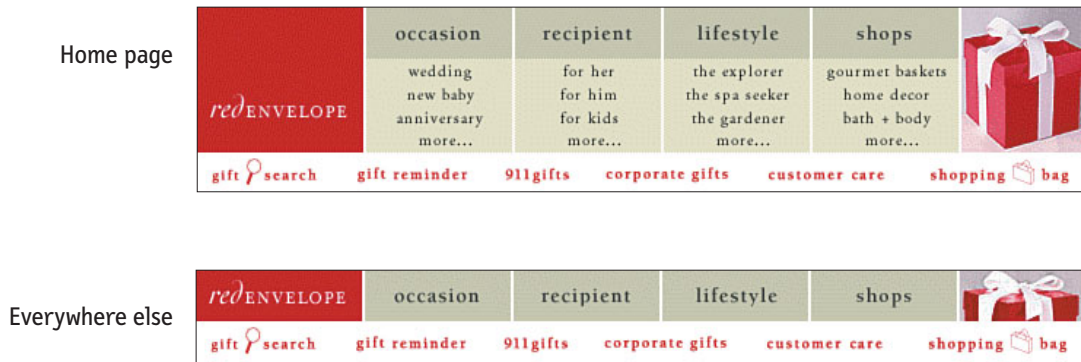 Home page
occasion recipient lifestyle shops
wedding for her the explorer gourmet baskets
new baby for him the spa seeker home decor
redENVELOPE anniversary for kids the gardener bath + body
more... more... more... more...
gift search gift reminder 911gifts corporate gifts customer care shopping bag
Everywhere else
redENVELOPE occasion recipient lifestyle shops
gift search gift reminder 911gifts corporate gifts customer care shopping bag